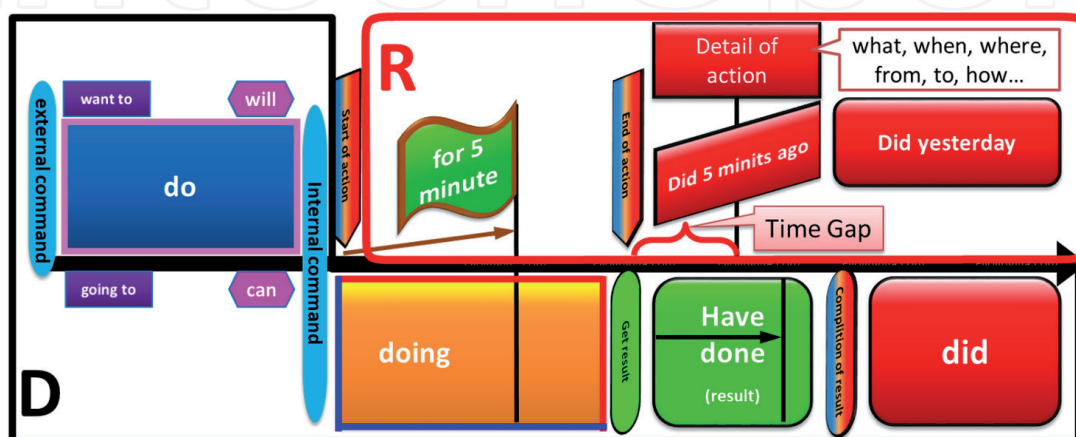 R
Detail of
action
what, when, where,
from, to, how...
want to
will
external command
do
Internal command
Start of action
for 5
minute
End of action
Did 5 minits ago
Did yesterday
Time Gap
going to
can
D
doing
Get result
Have
done
(result)
Complition of result
did